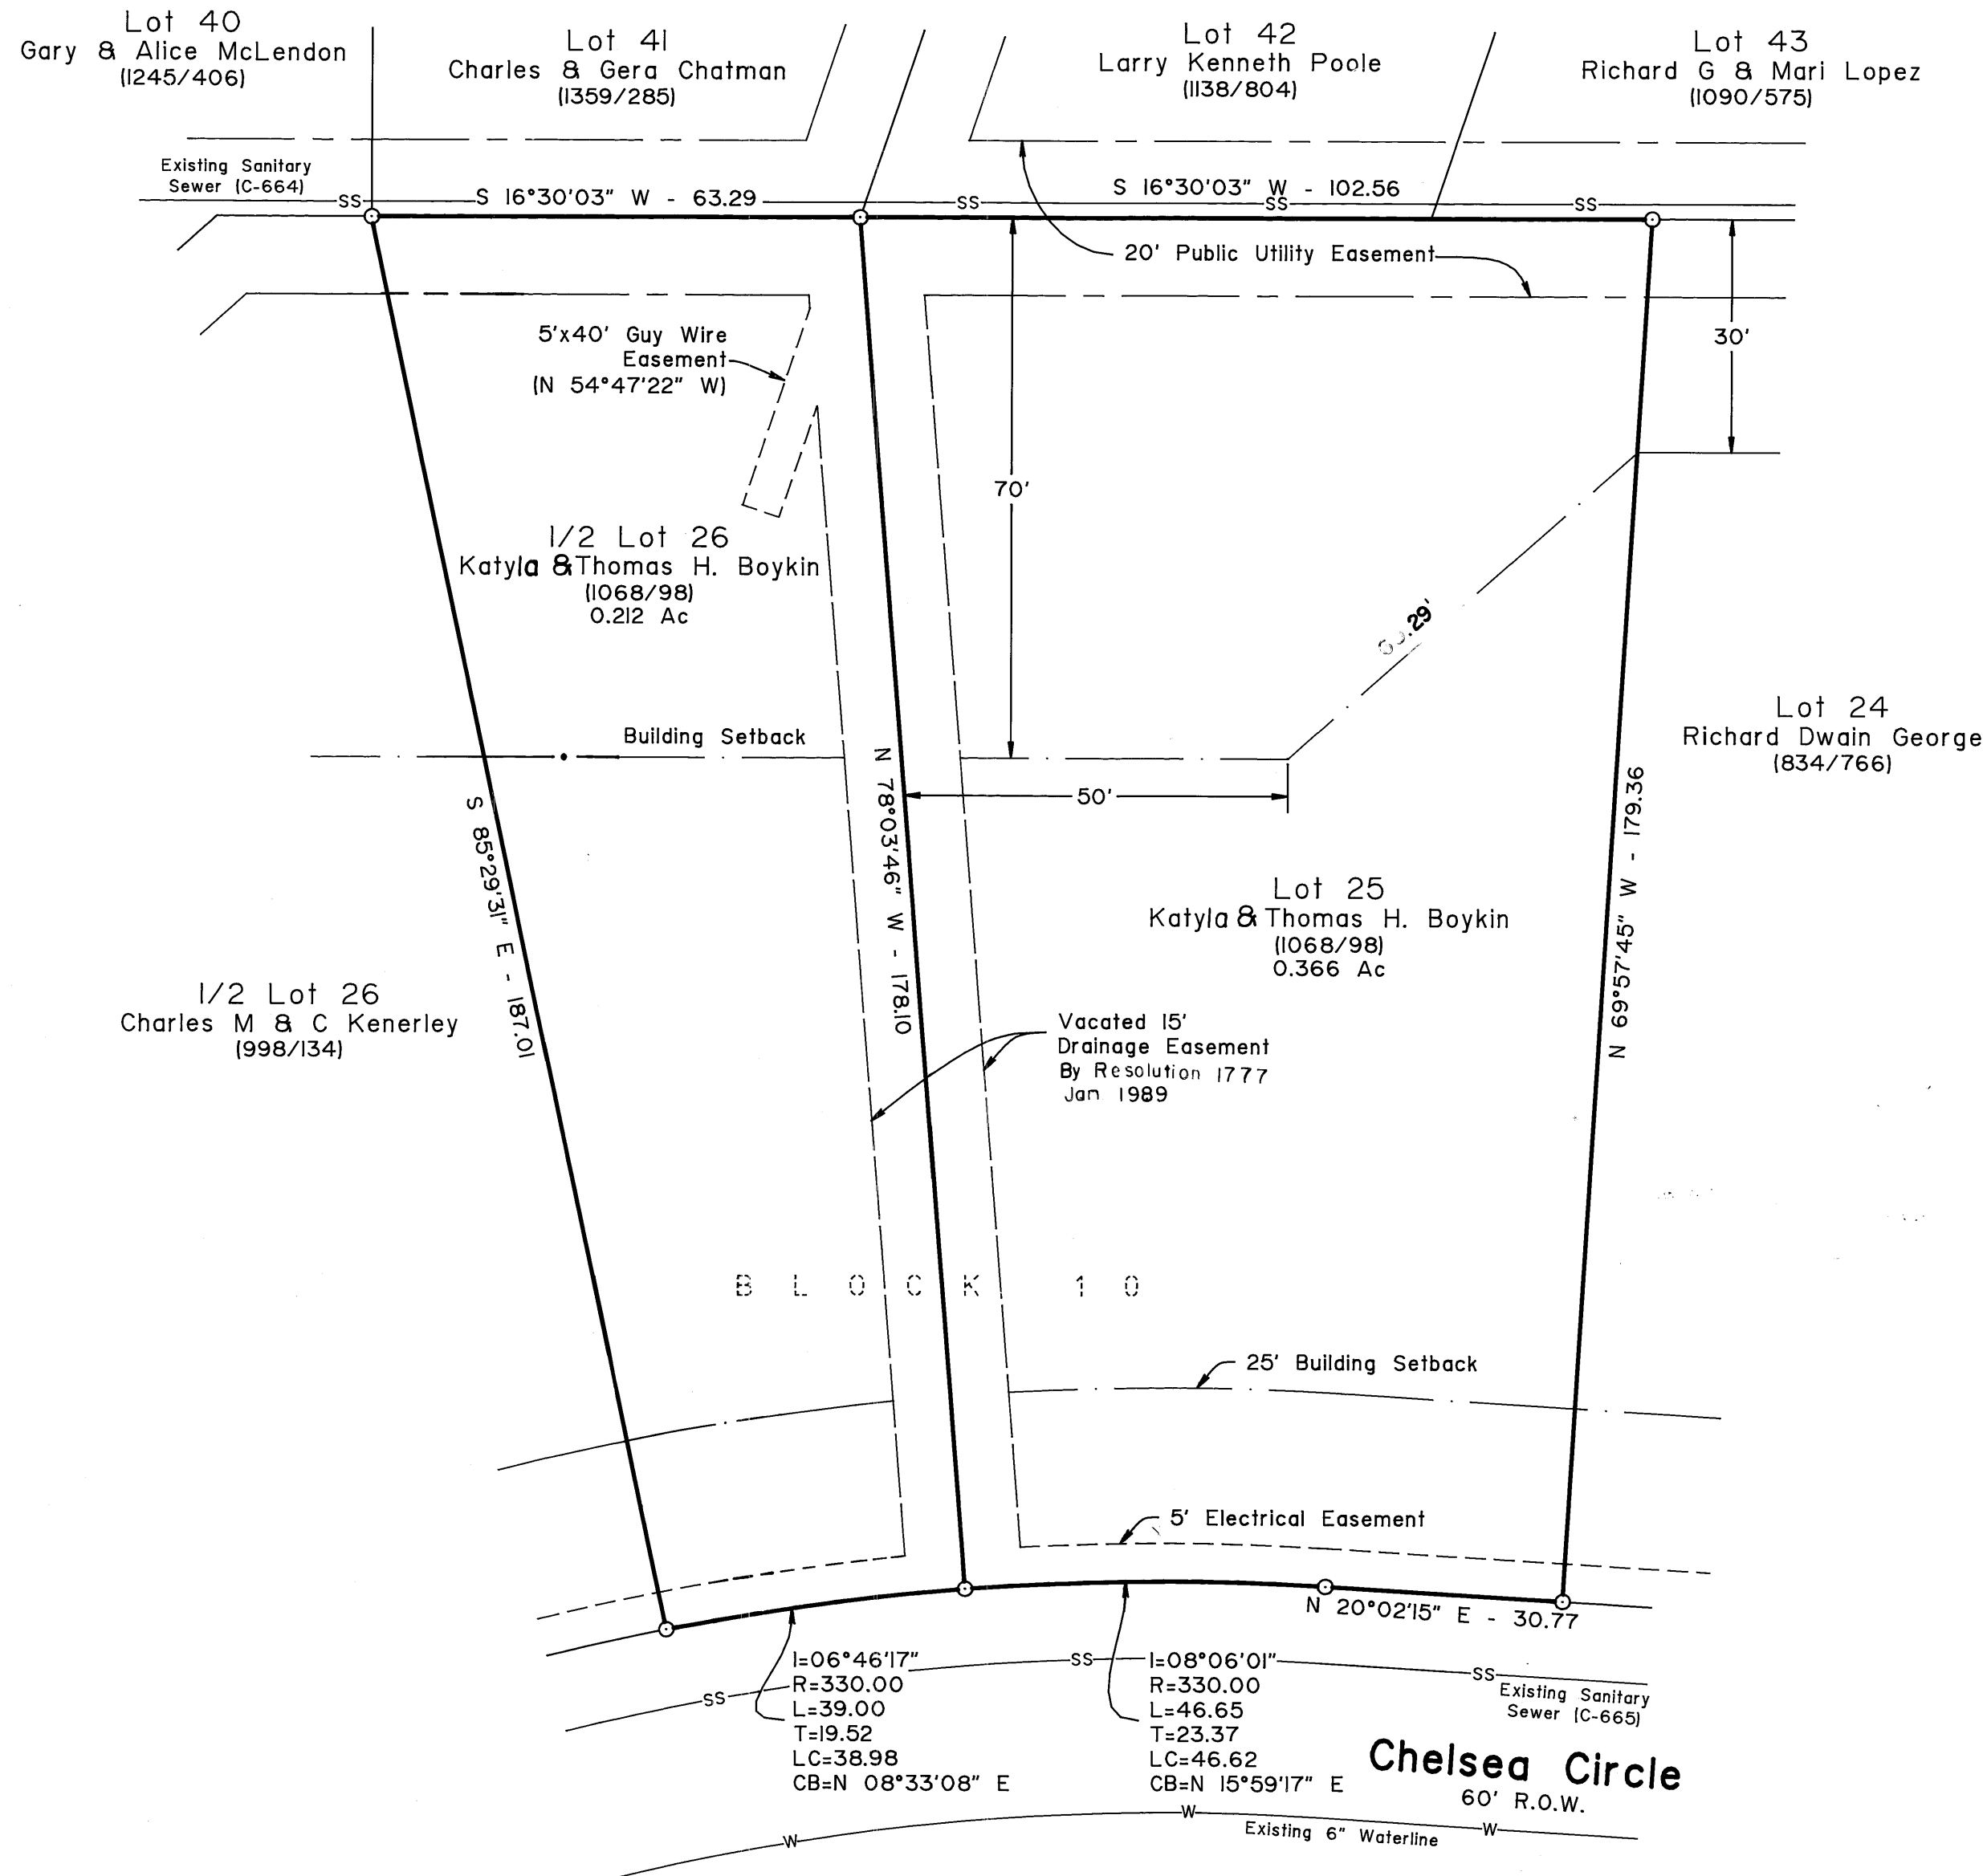 Lot 40
Gary & Alice McLendon
(1245/406)
Lot 41
Charles & Gera Chatman
(1359/285)
Lot 42
Larry Kenneth Poole
(1138/804)
Lot 43
Richard G & Mari Lopez
(1090/575)
Existing Sanitary
Sewer (C-664)
SS
S 16°30'03" W - 63.29
SS
S 16°30'03" W - 102.56
SS
SS
20' Public Utility Easement
30'
5'x40' Guy Wire
Easement
(N 54°47'22" W)
70'
1/2 Lot 26
Katyla & Thomas H. Boykin
(1068/98)
0.212 Ac
.29'
Lot 24
Richard Dwain George
(834/766)
Building Setback
50'
S 85°29'31" E - 187.01
N 78°03'46" W - 178.10
N 69°57'45" W - 179.36
Lot 25
Katyla & Thomas H. Boykin
(1068/98)
0.366 Ac
1/2 Lot 26
Charles M & C Kenerley
(998/134)
Vacated 15'
Drainage Easement
By Resolution 1777
Jan 1989
BLOCK 10
25' Building Setback
5' Electrical Easement
N 20°02'15" E - 30.77
I=06°46'17"
R=330.00
L=39.00
T=19.52
LC=38.98
CB=N 08°33'08" E
I=08°06'01"
R=330.00
L=46.65
T=23.37
LC=46.62
CB=N 15°59'17" E
SS
SS
SS
Existing Sanitary
Sewer (C-665)
Chelsea Circle
60' R.O.W.
W
W
W
Existing 6" Waterline